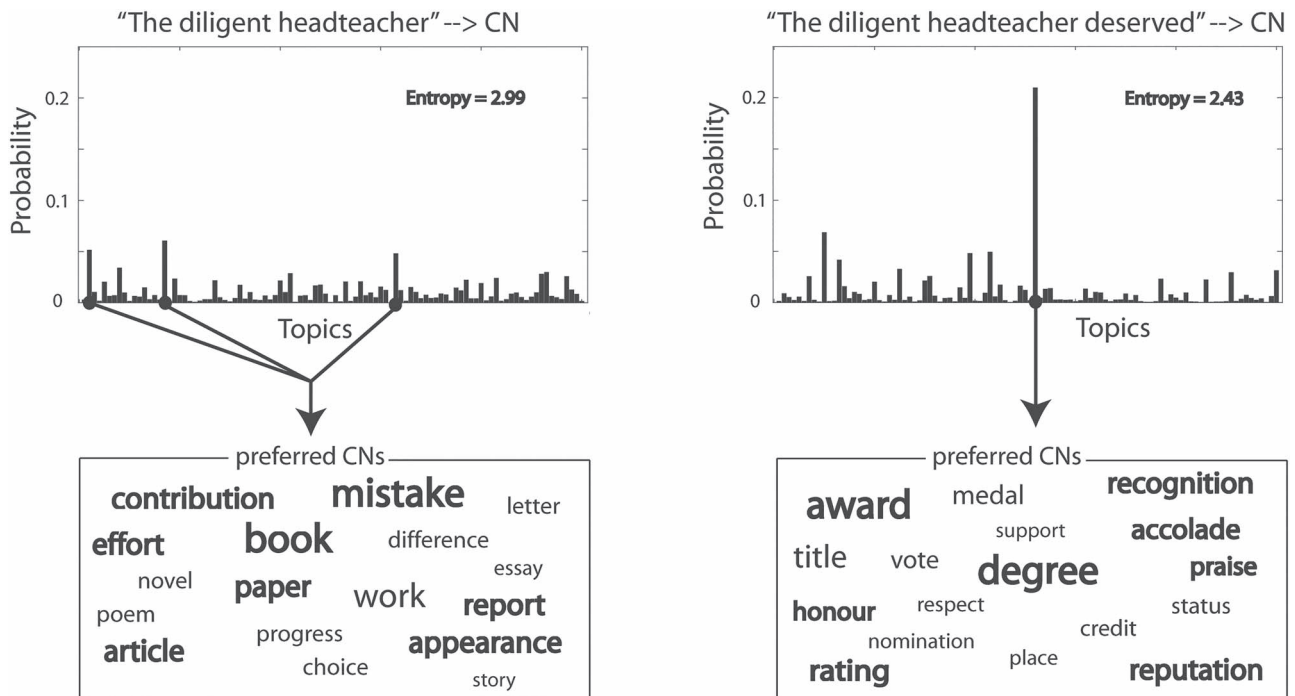 “The diligent headteacher” --> CN
Probability
0.2
0.1
0
Entropy = 2.99
Topics
preferred CNs
contribution mistake letter
effort book difference
novel paper work essay
poem report
article progress appearance
choice story
“The diligent headteacher deserved” --> CN
Probability
0.2
0.1
0
Entropy = 2.43
Topics
preferred CNs
award medal recognition
title vote support accolade
degree praise
honour respect status
nomination credit
rating place reputation